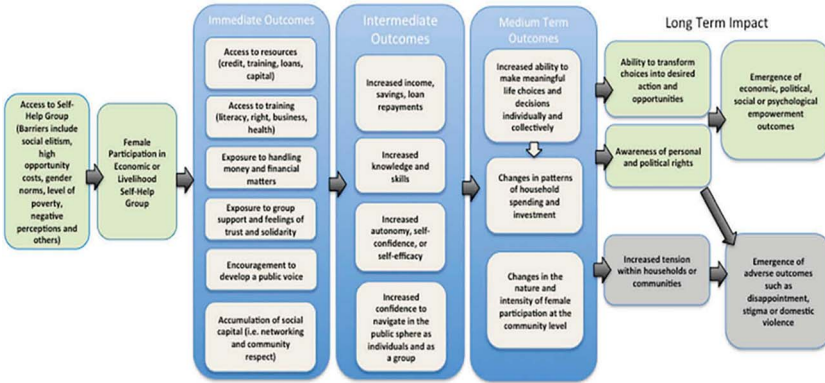 Access to Self-
Help Group
(Barriers include
social elitism,
high
opportunity
costs, gender
norms, level of
poverty,
negative
perceptions and
others)
Female
Participation in
Economic or
Livelihood
Self-Help
Group
Immediate Outcomes
Access to resources
(credit, training, loans,
capital)
Access to training
(literacy, right, business,
health)
Exposure to handling
money and financial
matters
Exposure to group
support and feelings of
trust and solidarity
Encouragement to
develop a public voice
Accumulation of social
capital (i.e. networking
and community
respect)
Intermediate
Outcomes
Increased income,
savings, loan
repayments
Increased
knowledge and
skills
Increased
autonomy, self-
confidence, or
self-efficacy
Increased
confidence to
navigate in the
public sphere as
individuals and as
a group
Medium Term
Outcomes
Increased ability to
make meaningful
life choices and
decisions
individually and
collectively
Changes in patterns
of household
spending and
investment
Changes in the
nature and
intensity of female
participation at the
community level
Long Term Impact
Ability to transform
choices into desired
action and
opportunities
Awareness of personal
and political rights
Increased tension
within households or
communities
Emergence of
economic, political,
social or psychological
empowerment
outcomes
Emergence of
adverse outcomes
such as
disappointment,
stigma or domestic
violence